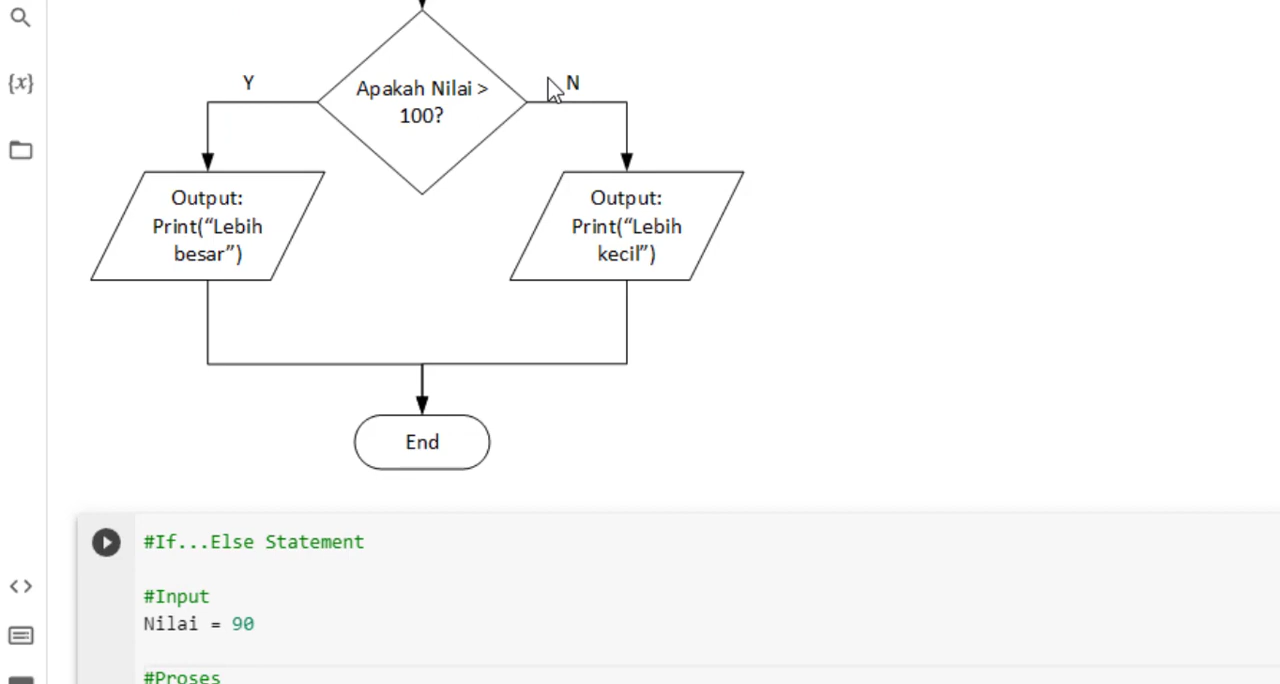 {x}
Y
N
Apakah Nilai >
100?
Output:
Print(“Lebih
besar”)
Output:
Print(“Lebih
kecil”)
End
#If...Else Statement
#Input
Nilai = 90
#Proses